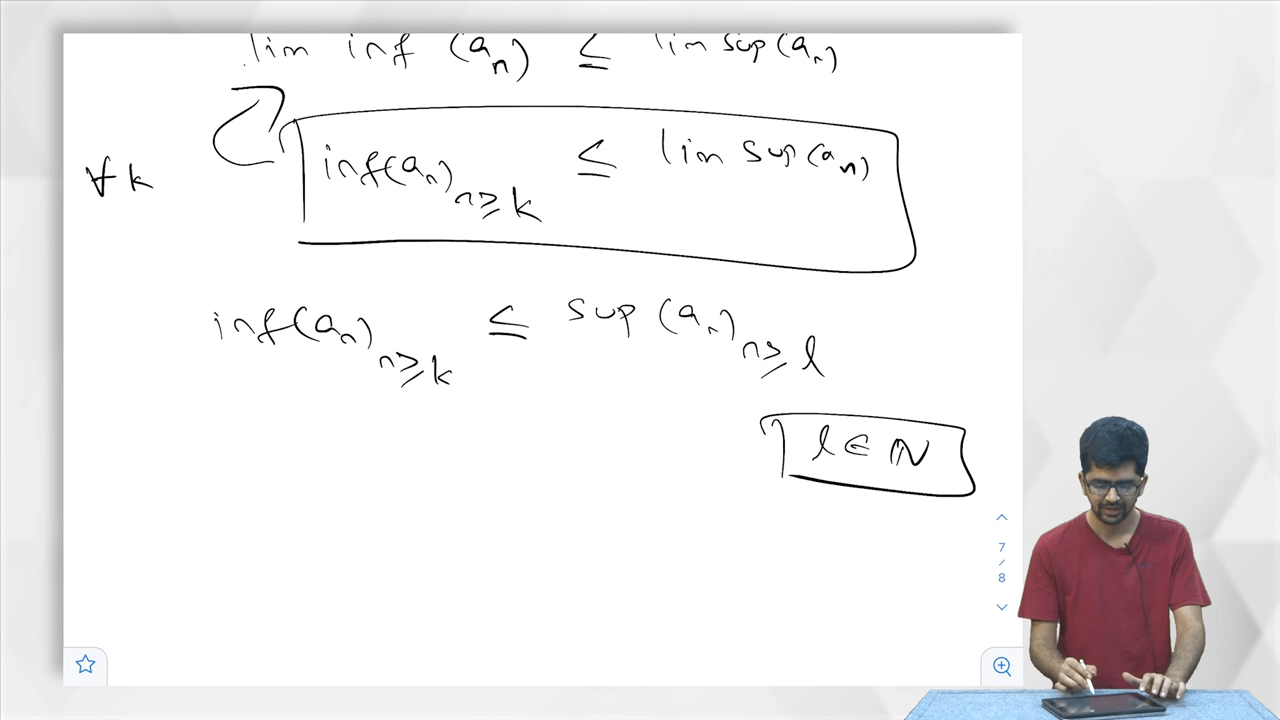 lim inf (a_n) ≤ lim sup(a_n)
∀ k inf(a_n)_{n≥k} ≤ lim sup(a_n)
inf(a_n)_{n≥k} ≤ sup (a_n)_{n≥l}
l ∈ ℕ
7
/
8